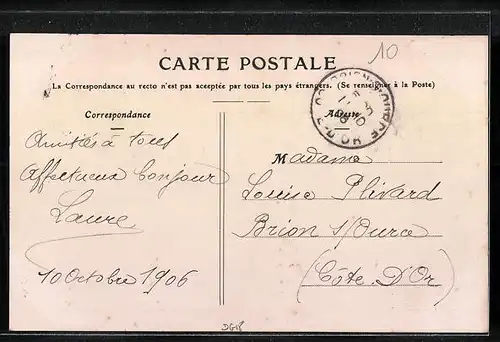 10
CARTE POSTALE
La Correspondance au recto n'est pas acceptée par tous les pays étrangers. (Se renseigner à la Poste)
Correspondance
Adresse
Amitiés à tous
Affectueux bonjour
Laure
10 Octobre 1906
Madame
Louise Plivard
Brion s/Ource
(Côte D'Or)